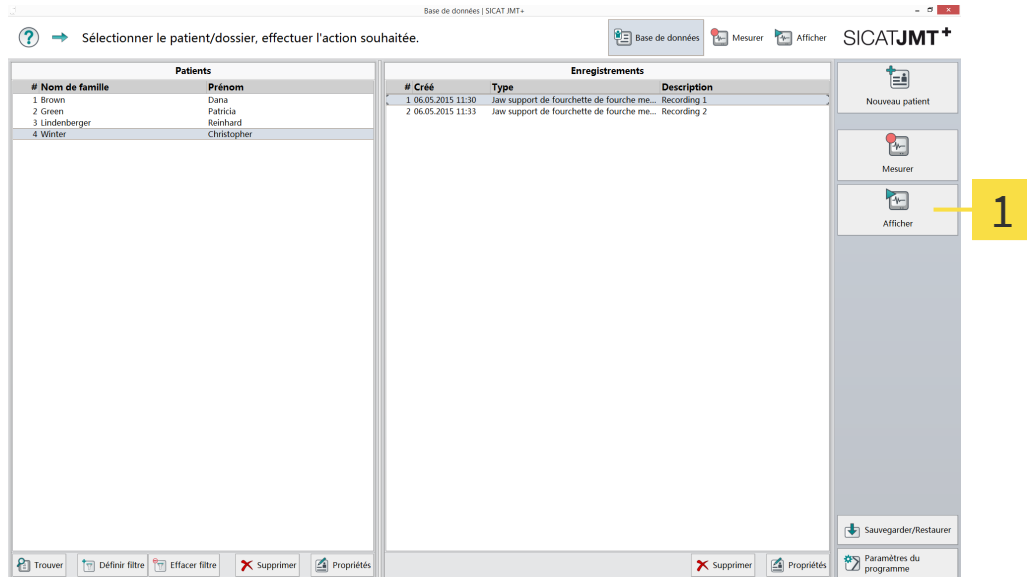 Base de données | SICAT JMT+
? Sélectionner le patient/dossier, effectuer l'action souhaitée.
Base de données Mesurer Afficher SICATJMT+
Patients
# Nom de famille Prénom
1 Brown Dana
2 Green Patricia
3 Lindenberger Reinhard
4 Winter Christopher
Enregistrements
# Créé Type Description
1 06.05.2015 11:30 Jaw support de fourchette de fourche me... Recording 1
2 06.05.2015 11:33 Jaw support de fourchette de fourche me... Recording 2
Nouveau patient
Mesurer
Afficher
1
Sauvegarder/Restaurer
Paramètres du
programme
Trouver Définir filtre Effacer filtre Supprimer Propriétés
Supprimer Propriétés